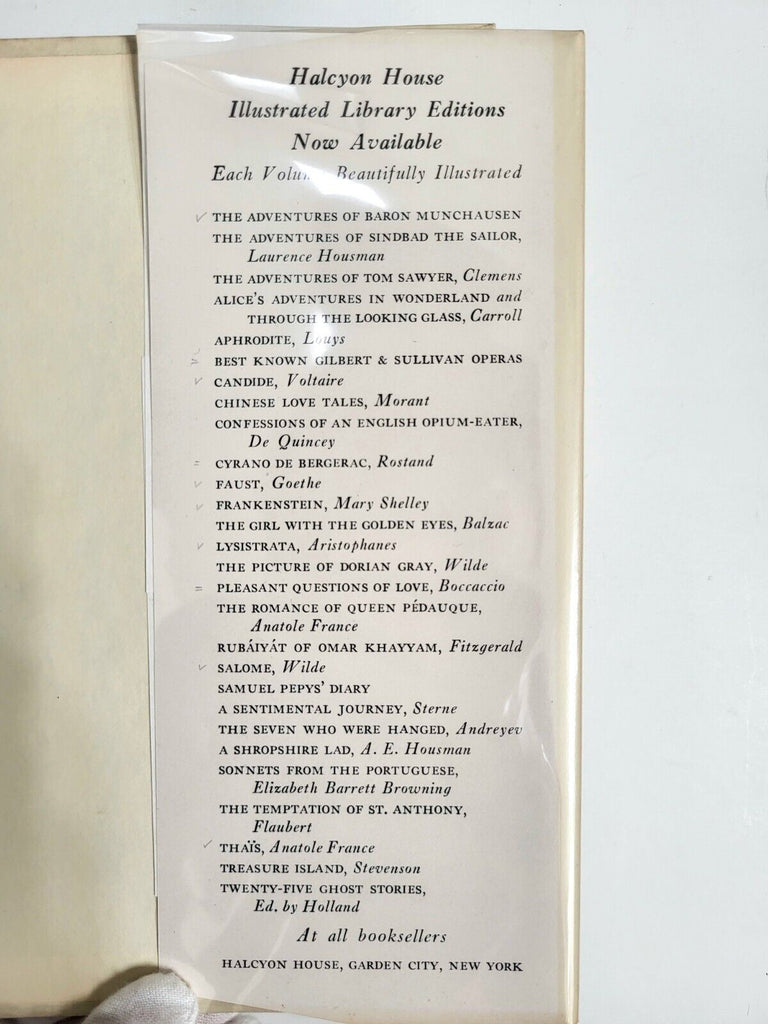 Halcyon House
Illustrated Library Editions
Now Available
Each Volu Beautifully Illustrated
THE ADVENTURES OF BARON MUNCHAUSEN
THE ADVENTURES OF SINDBAD THE SAILOR,
Laurence Housman
THE ADVENTURES OF TOM SAWYER, Clemens
ALICE'S ADVENTURES IN WONDERLAND and
THROUGH THE LOOKING GLASS, Carroll
APHRODITE, Louys
BEST KNOWN GILBERT & SULLIVAN OPERAS
CANDIDE, Voltaire
CHINESE LOVE TALES, Morant
CONFESSIONS OF AN ENGLISH OPIUM-EATER,
De Quincey
CYRANO DE BERGERAC, Rostand
FAUST, Goethe
FRANKENSTEIN, Mary Shelley
THE GIRL WITH THE GOLDEN EYES, Balzac
LYSISTRATA, Aristophanes
THE PICTURE OF DORIAN GRAY, Wilde
PLEASANT QUESTIONS OF LOVE, Boccaccio
THE ROMANCE OF QUEEN PÉDAUQUE,
Anatole France
RUBÁIYÁT OF OMAR KHAYYAM, Fitzgerald
SALOME, Wilde
SAMUEL PEPYS' DIARY
A SENTIMENTAL JOURNEY, Sterne
THE SEVEN WHO WERE HANGED, Andreyev
A SHROPSHIRE LAD, A. E. Housman
SONNETS FROM THE PORTUGUESE,
Elizabeth Barrett Browning
THE TEMPTATION OF ST. ANTHONY,
Flaubert
THAÏS, Anatole France
TREASURE ISLAND, Stevenson
TWENTY-FIVE GHOST STORIES,
Ed. by Holland
At all booksellers
HALCYON HOUSE, GARDEN CITY, NEW YORK